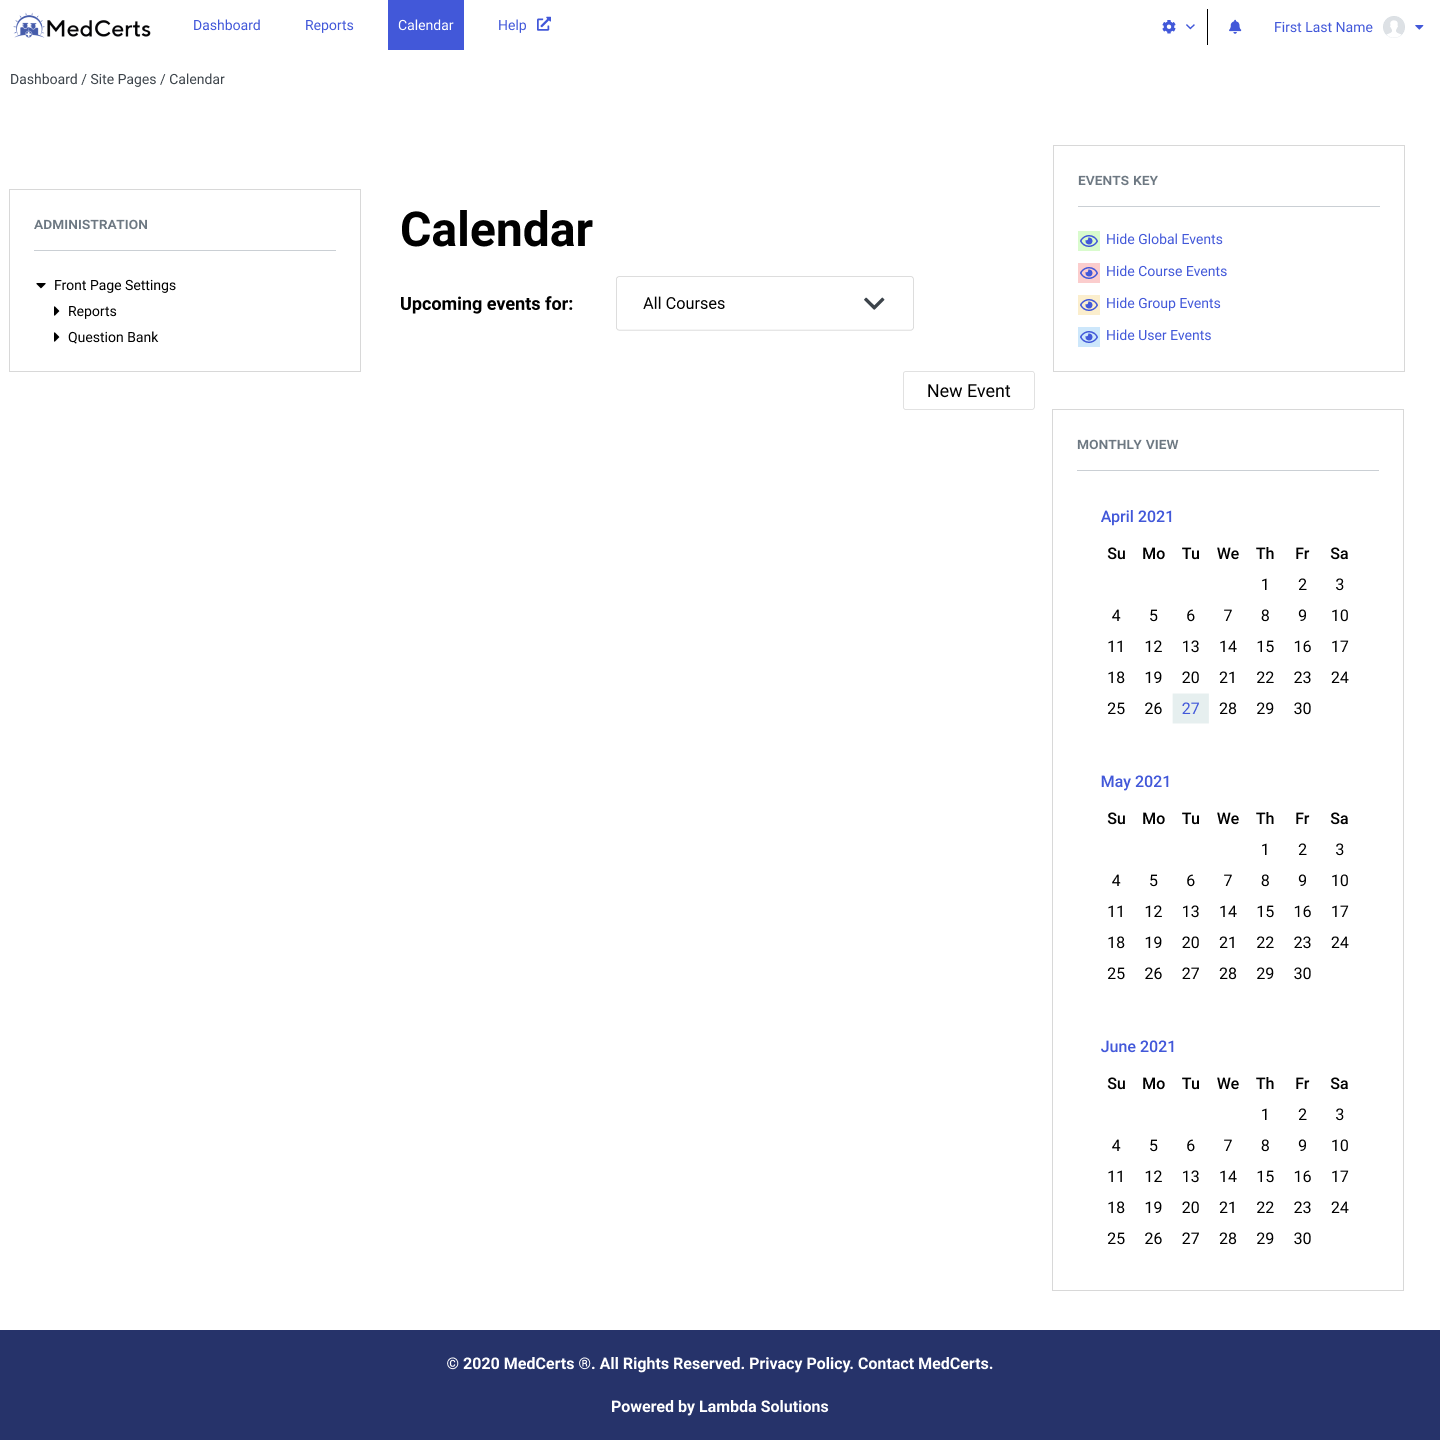 MedCerts Dashboard Reports Calendar Help First Last Name
Dashboard / Site Pages / Calendar
ADMINISTRATION
Front Page Settings
Reports
Question Bank
Calendar
Upcoming events for: All Courses
New Event
EVENTS KEY
Hide Global Events
Hide Course Events
Hide Group Events
Hide User Events
MONTHLY VIEW
April 2021
Su Mo Tu We Th Fr Sa
1 2 3
4 5 6 7 8 9 10
11 12 13 14 15 16 17
18 19 20 21 22 23 24
25 26 27 28 29 30
May 2021
Su Mo Tu We Th Fr Sa
1 2 3
4 5 6 7 8 9 10
11 12 13 14 15 16 17
18 19 20 21 22 23 24
25 26 27 28 29 30
June 2021
Su Mo Tu We Th Fr Sa
1 2 3
4 5 6 7 8 9 10
11 12 13 14 15 16 17
18 19 20 21 22 23 24
25 26 27 28 29 30
© 2020 MedCerts ®. All Rights Reserved. Privacy Policy. Contact MedCerts.
Powered by Lambda Solutions